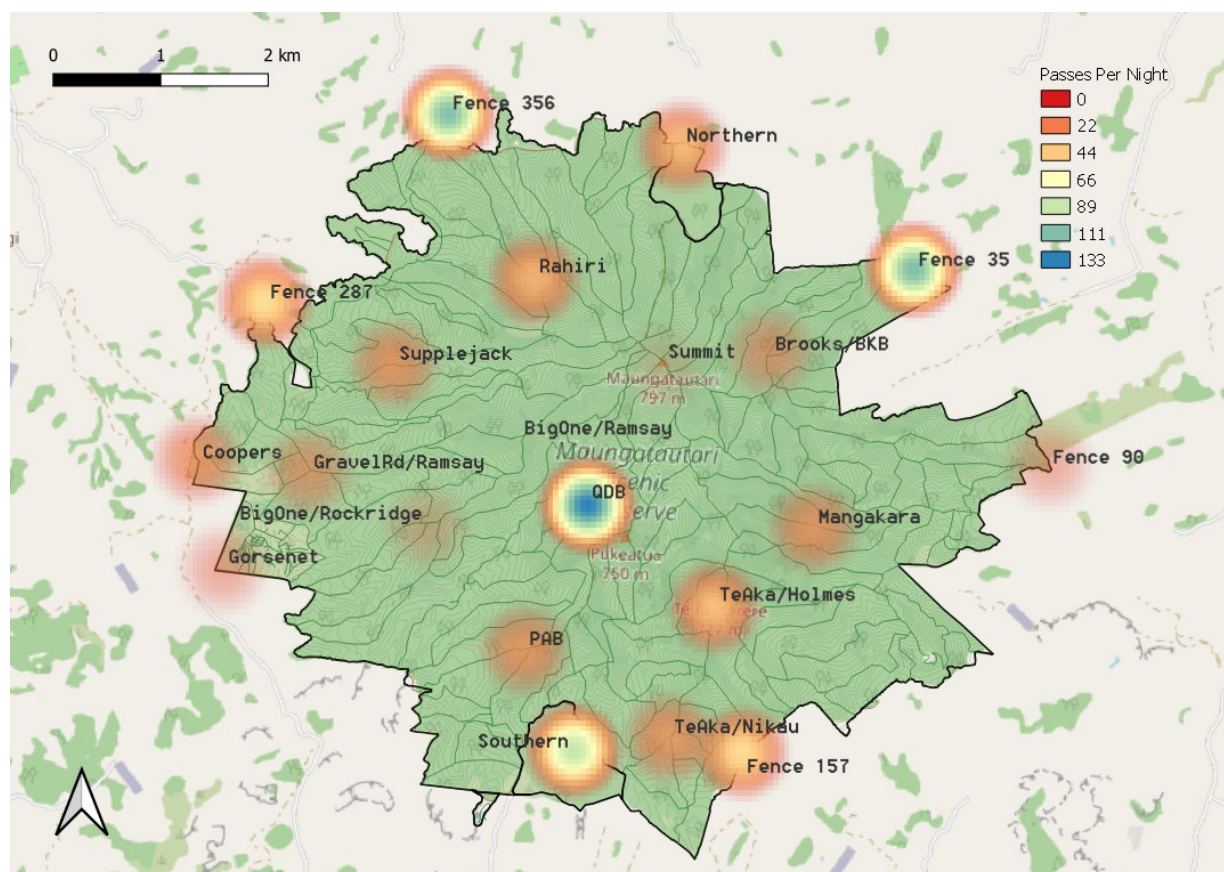 0 1 2 km
Passes Per Night
0
22
44
66
89
111
133
Fence 356
Northern
Rahiri
Fence 35
Fence 287
Supplejack
Summit
Brooks/BKB
Maungatautari
797 m
BigOne/Ramsay
Maungatautari
Coopers
GravelRd/Ramsay
Fence 90
QDB
BigOne/Rockridge
Mangakara
Gorsenet
Pukeatua
750 m
TeAka/Holmes
PAB
TeAka/Nikau
Southern
Fence 157